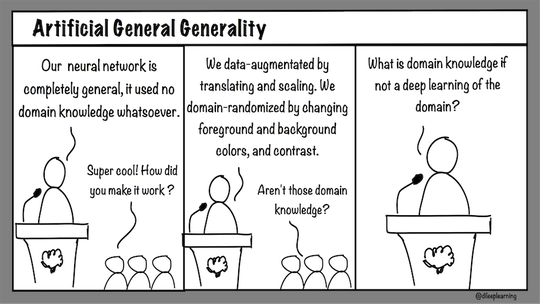 Artificial General Generality
Our neural network is
completely general, it used no
domain knowledge whatsoever.
Super cool! How did
you make it work ?
We data-augmented by
translating and scaling. We
domain-randomized by changing
foreground and background
colors, and contrast.
Aren't those domain
knowledge?
What is domain knowledge if
not a deep learning of the
domain?
@dileeplearning